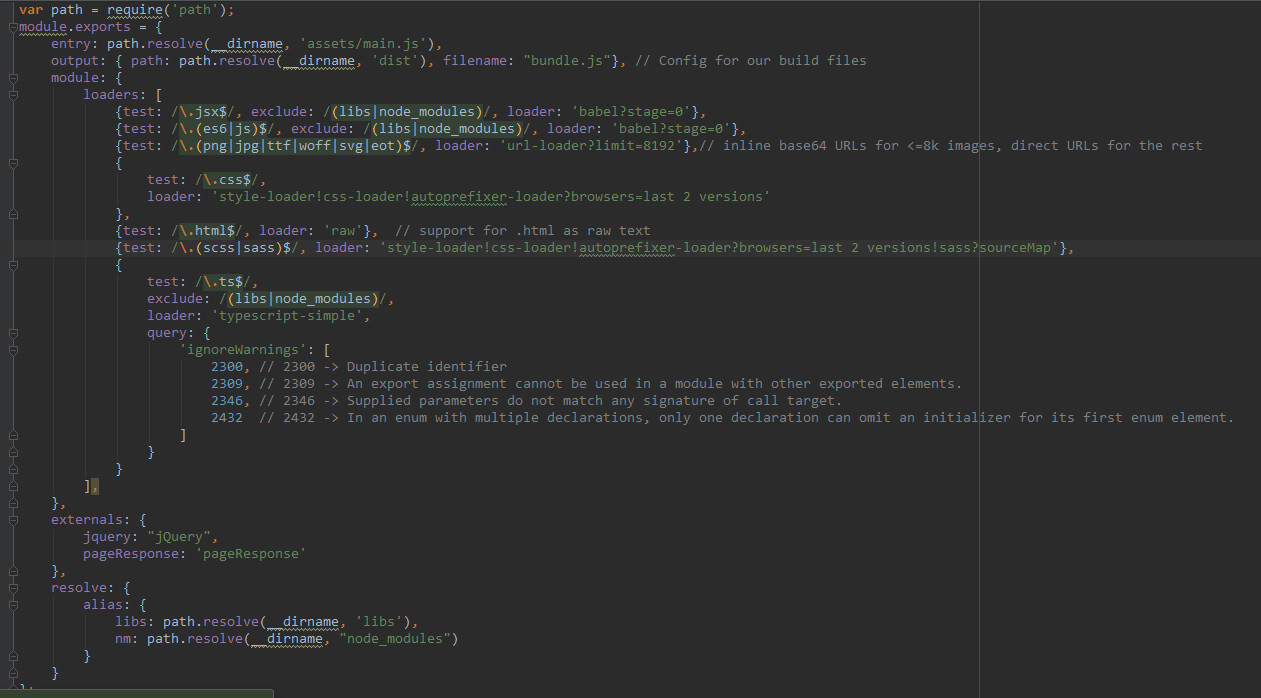 var path = require('path');
module.exports = {
    entry: path.resolve(__dirname, 'assets/main.js'),
    output: { path: path.resolve(__dirname, 'dist'), filename: "bundle.js"}, // Config for our build files
    module: {
        loaders: [
            {test: /\.jsx$/, exclude: /(libs|node_modules)/, loader: 'babel?stage=0'},
            {test: /\.(es6|js)$/, exclude: /(libs|node_modules)/, loader: 'babel?stage=0'},
            {test: /\.(png|jpg|ttf|woff|svg|eot)$/, loader: 'url-loader?limit=8192'},// inline base64 URLs for <=8k images, direct URLs for the rest
            {
                test: /\.css$/,
                loader: 'style-loader!css-loader!autoprefixer-loader?browsers=last 2 versions'
            },
            {test: /\.html$/, loader: 'raw'},  // support for .html as raw text
            {test: /\.(scss|sass)$/, loader: 'style-loader!css-loader!autoprefixer-loader?browsers=last 2 versions!sass?sourceMap'},
            {
                test: /\.ts$/,
                exclude: /(libs|node_modules)/,
                loader: 'typescript-simple',
                query: {
                    'ignoreWarnings': [
                        2300, // 2300 -> Duplicate identifier
                        2309, // 2309 -> An export assignment cannot be used in a module with other exported elements.
                        2346, // 2346 -> Supplied parameters do not match any signature of call target.
                        2432  // 2432 -> In an enum with multiple declarations, only one declaration can omit an initializer for its first enum element.
                    ]
                }
            }
        ],
    },
    externals: {
        jquery: "jQuery",
        pageResponse: 'pageResponse'
    },
    resolve: {
        alias: {
            libs: path.resolve(__dirname, 'libs'),
            nm: path.resolve(__dirname, "node_modules")
        }
    }
};